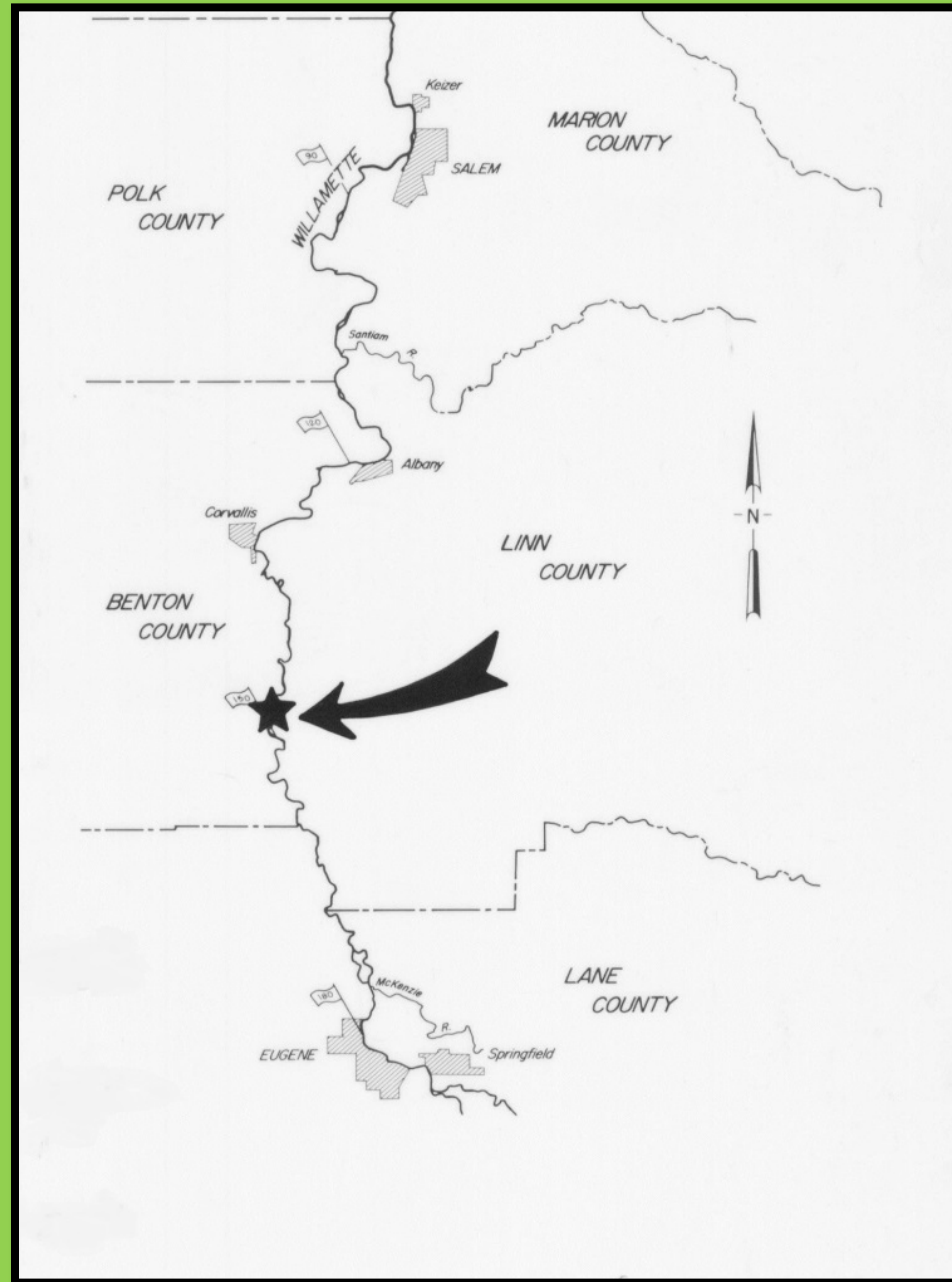 Keizer
MARION
COUNTY
90
WILLAMETTE
SALEM
POLK
COUNTY
Santiam
R.
120
Albany
Corvallis
N
LINN
COUNTY
BENTON
COUNTY
150
LANE
COUNTY
McKenzie
180
R.
EUGENE
Springfield